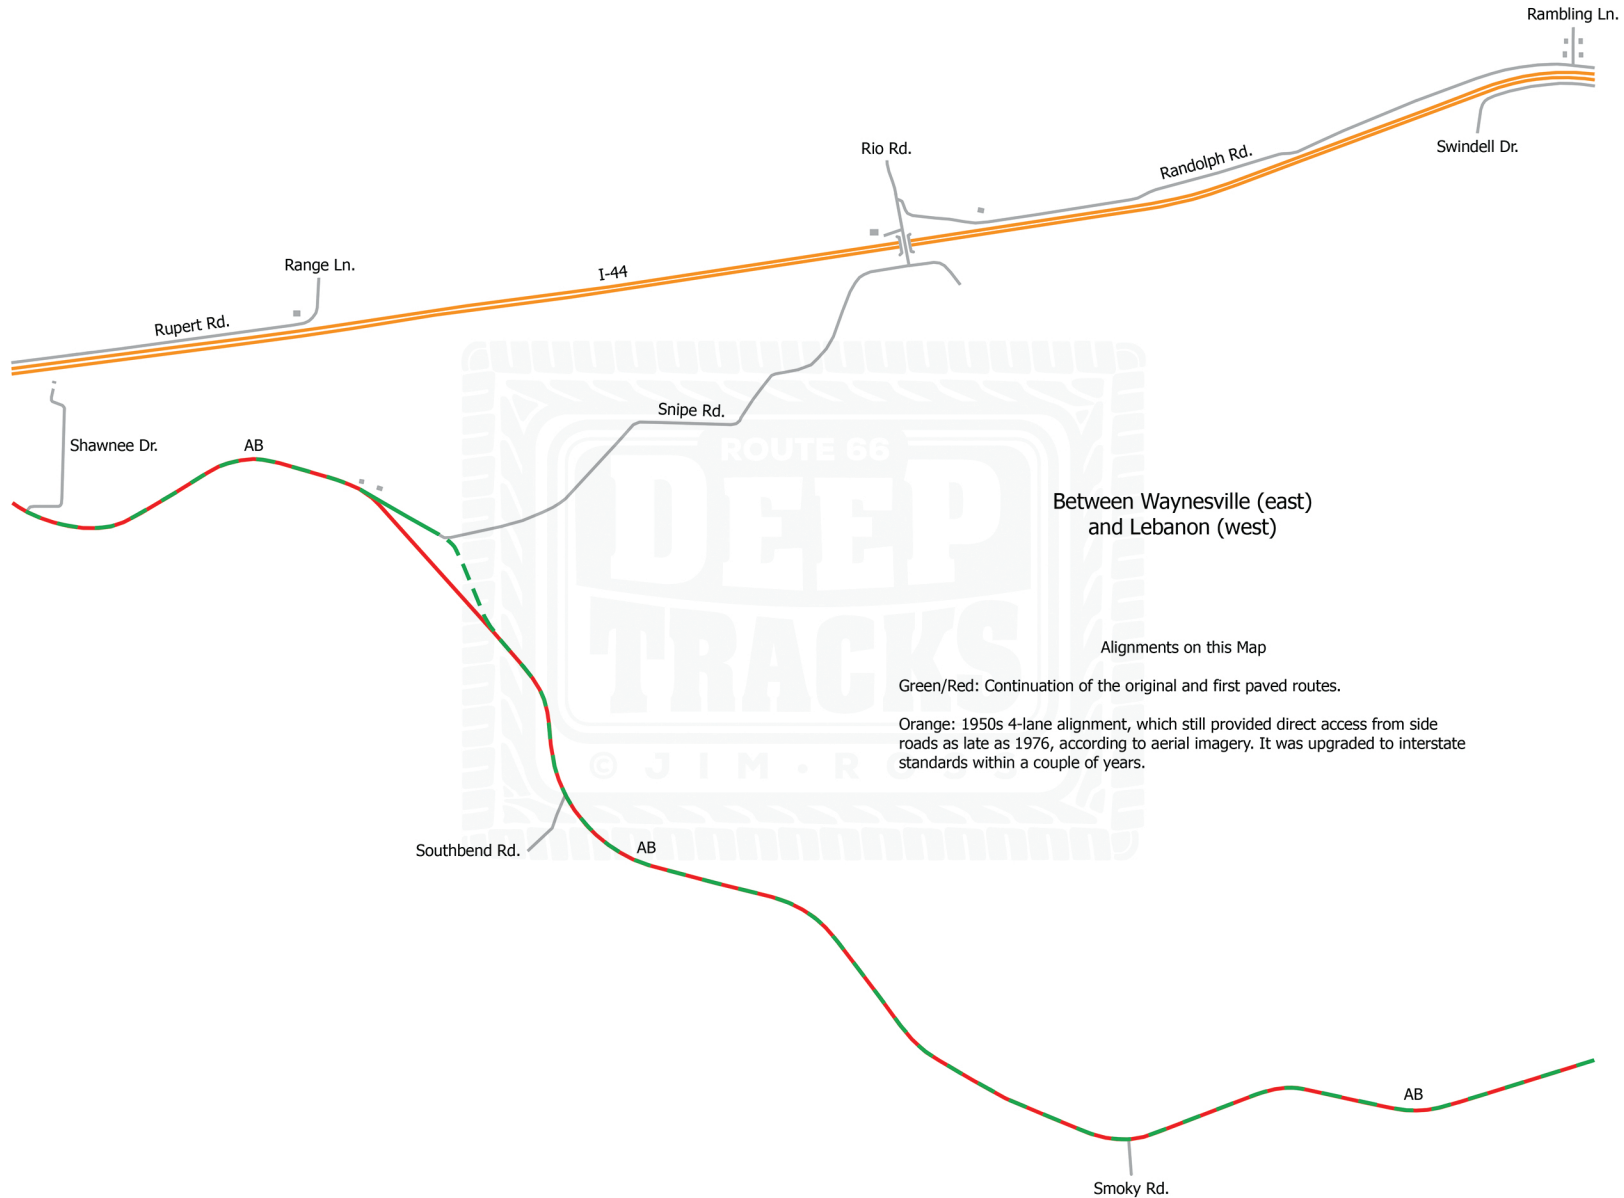 Rambling Ln.
Swindell Dr.
Rio Rd.
Randolph Rd.
Range Ln.
I-44
Rupert Rd.
Snipe Rd.
Shawnee Dr.
AB
ROUTE 66
DEEP
TRACKS
© JIM • ROSS
Between Waynesville (east)
and Lebanon (west)
Alignments on this Map
Green/Red: Continuation of the original and first paved routes.
Orange: 1950s 4-lane alignment, which still provided direct access from side
roads as late as 1976, according to aerial imagery. It was upgraded to interstate
standards within a couple of years.
Southbend Rd.
AB
AB
Smoky Rd.